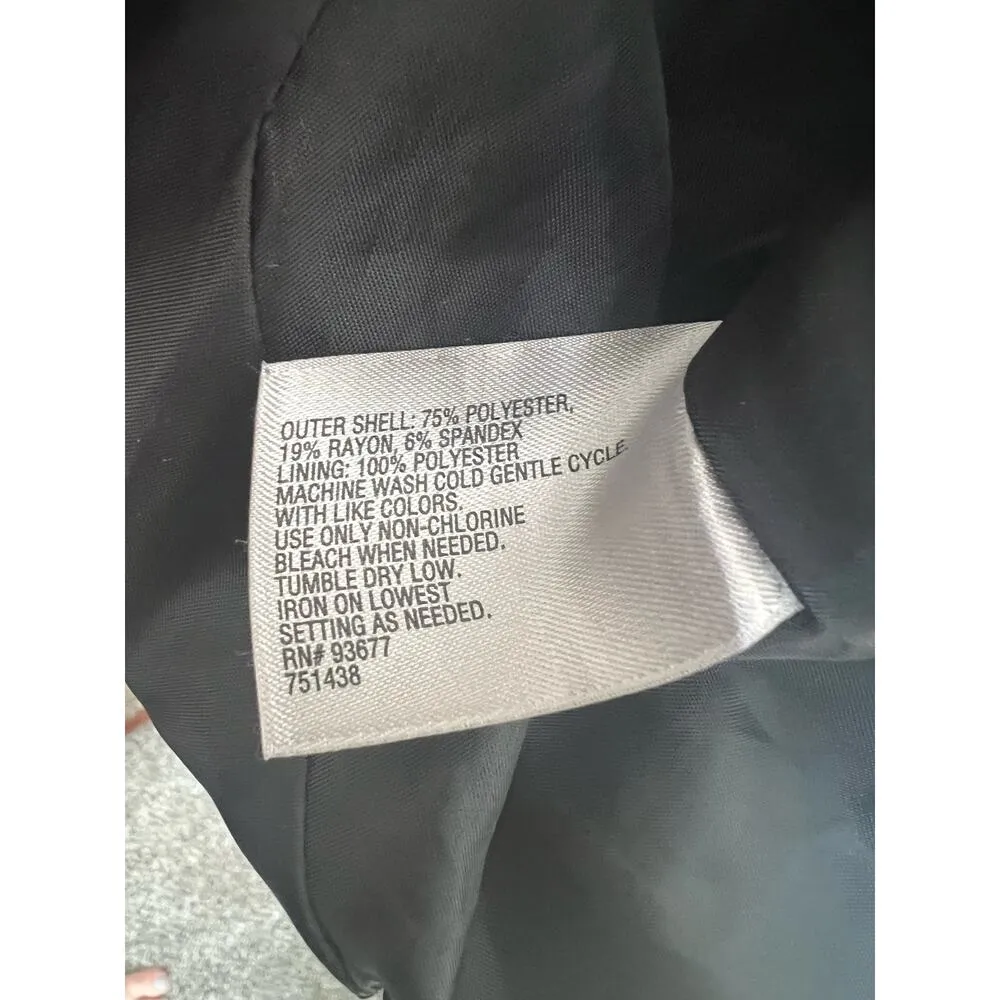 OUTER SHELL: 75% POLYESTER,
19% RAYON, 6% SPANDEX
LINING: 100% POLYESTER
MACHINE WASH COLD GENTLE CYCLE
WITH LIKE COLORS.
USE ONLY NON-CHLORINE
BLEACH WHEN NEEDED.
TUMBLE DRY LOW.
IRON ON LOWEST
SETTING AS NEEDED.
RN# 93677
751438